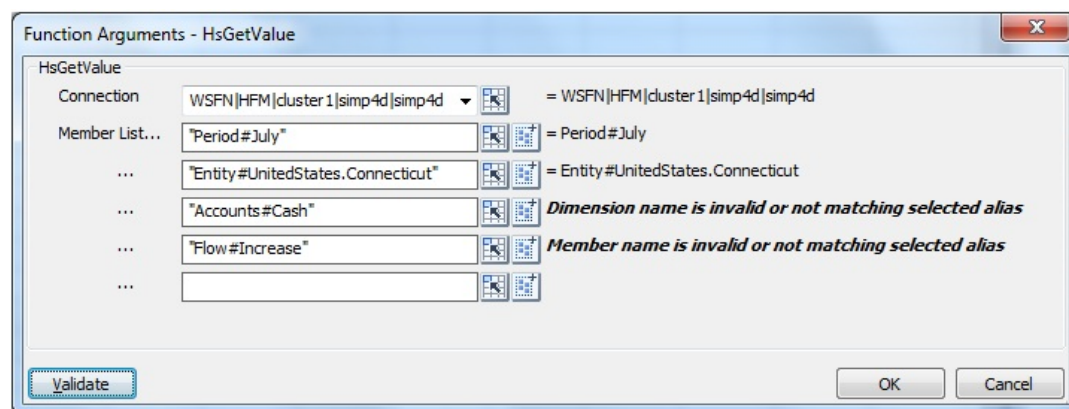 Function Arguments - HsGetValue
HsGetValue
Connection WSFN|HFM|cluster1|simp4d|simp4d = WSFN|HFM|cluster1|simp4d|simp4d
Member List... "Period#July" = Period#July
... "Entity#UnitedStates.Connecticut" = Entity#UnitedStates.Connecticut
... "Accounts#Cash" Dimension name is invalid or not matching selected alias
... "Flow#Increase" Member name is invalid or not matching selected alias
...
Validate OK Cancel